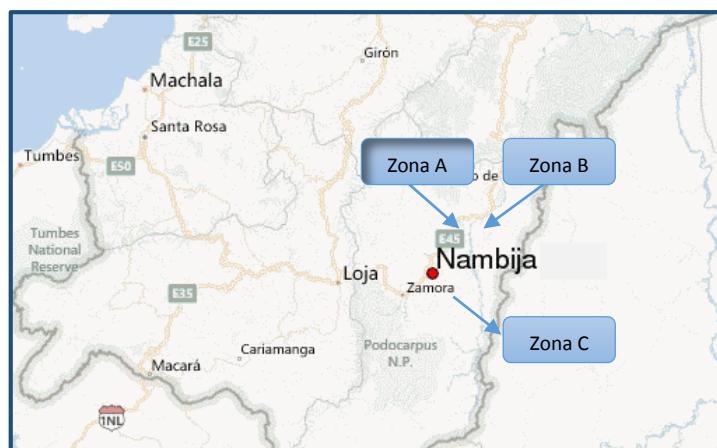 E25
Girón
Machala
Santa Rosa
Tumbes
E50
Zona A
o de
Zona B
Tumbes
National
Reserve
E45
Nambija
Loja
Zamora
E35
Zona C
Podocarpus
N.P.
Cariamanga
Macará
1NL